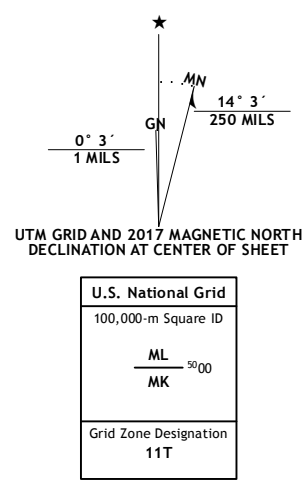 ★
MN
GN
14° 3´
250 MILS
0° 3´
1 MILS
UTM GRID AND 2017 MAGNETIC NORTH
DECLINATION AT CENTER OF SHEET
U.S. National Grid
100,000-m Square ID
ML
5000
MK
Grid Zone Designation
11T